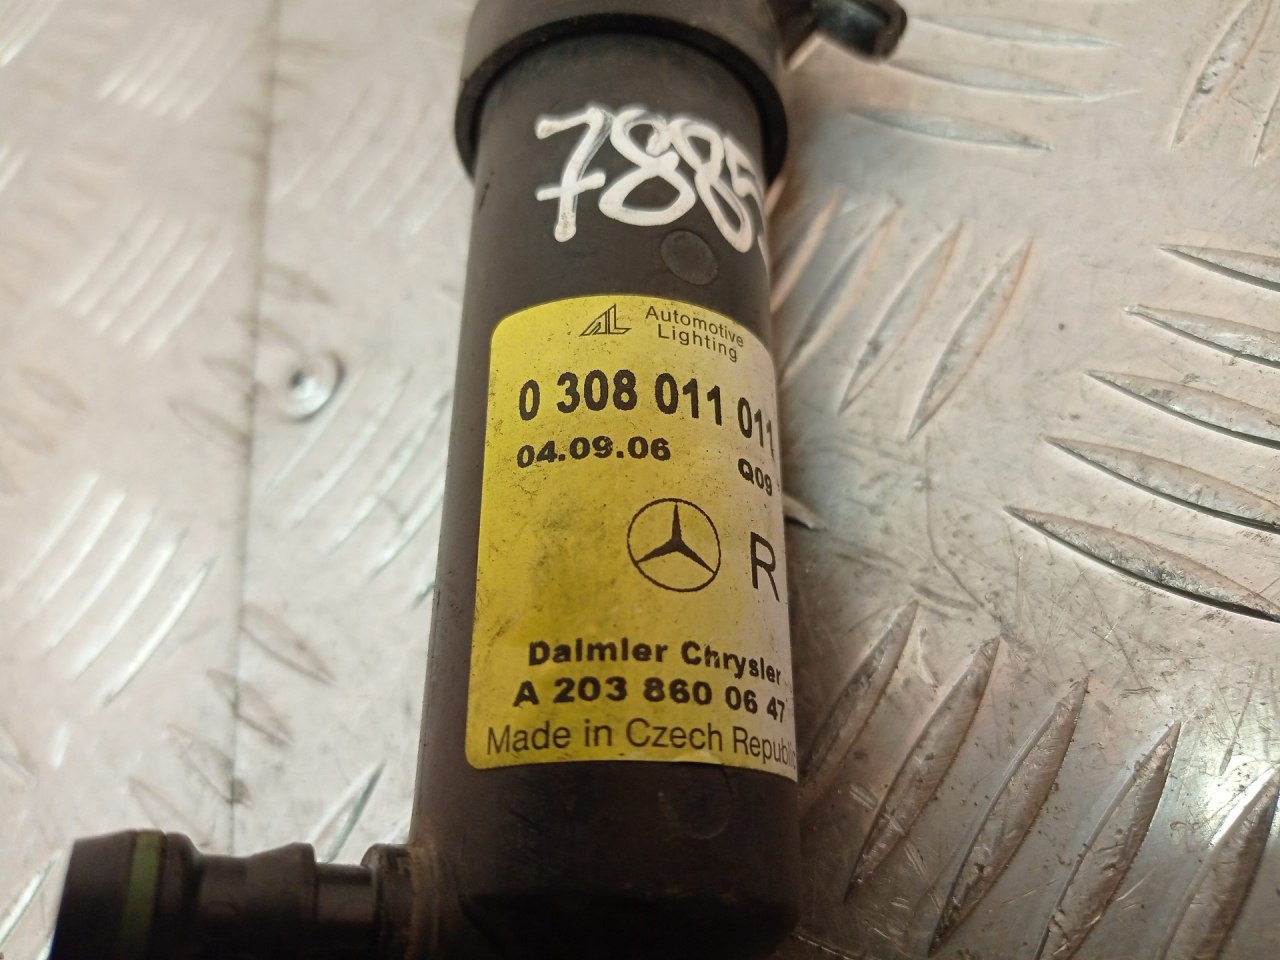 7885
Automotive
Lighting
0 308 011 011
04.09.06 Q09
R
Daimler Chrysler
A 203 860 06 47
Made in Czech Republic